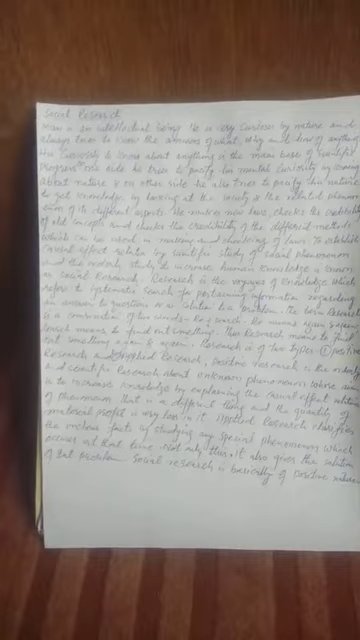 Social Research
Man is an intellectual being. He is very curious by nature and
always tries to know the answers of what, why and how of anything.
His curiosity to know about anything is the main base of
Progress. One side he tries to pacify his mental curiosity by knowing
about nature & on other side he also tries to pacify his nature
to get knowledge by looking at the society & the related phenom
enon of its different aspects. He makes new laws, checks the credibility
of old concepts and checks the credibility of the different methods
which can be used in making and checking of laws. To establish
causal effect relation by scientific study of social phenomenon
and the orderly study to increase human knowledge is known
as social Research. Research is the voyages of knowledge which
refers to systematic search for pertaining information regarding
an answer to questions or a solution to a problem. The term Research
is a combination of two words - Re + search. Re means again &
search means to find out something. Thus Research means to find
out something again & again. Research is of two types ① Positive
Research and ② Applied Research, Positive research is the orderly
and scientific Research about unknown phenomenon whose aim
is to increase knowledge by explaining the causal effect relation
of phenomenon that is a different thing and the quantity of
material profit is very less in it. Applied Research clarifies
the unclear facts by studying any special phenomenon which
occurs at that time. Not only this, It also gives the solution
of that problem. Social research is basically of positive nature